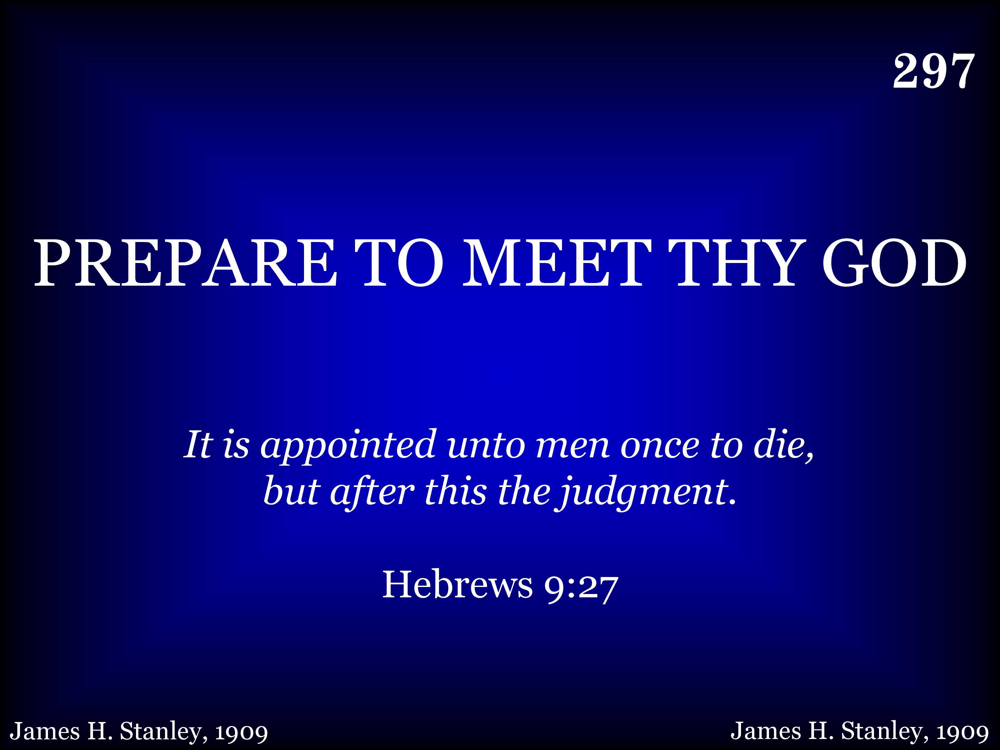 297
PREPARE TO MEET THY GOD
It is appointed unto men once to die,
but after this the judgment.
Hebrews 9:27
James H. Stanley, 1909
James H. Stanley, 1909